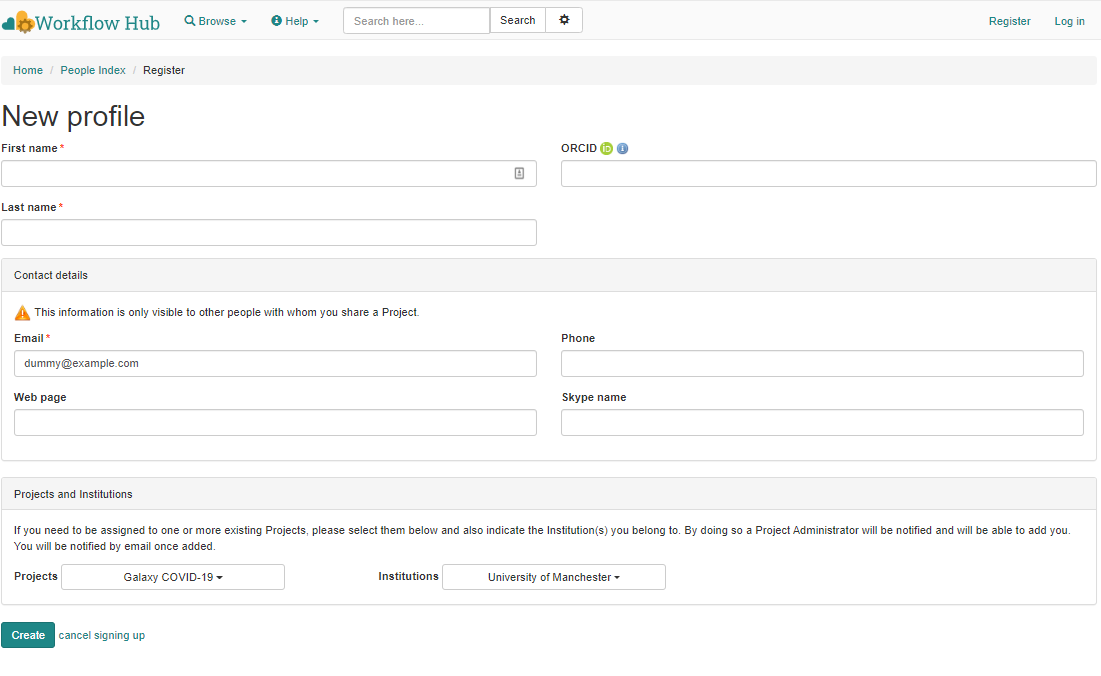 Workflow Hub Browse Help Search here... Search Register Log in
Home / People Index / Register
New profile
First name * ORCID iD i
Last name *
Contact details
This information is only visible to other people with whom you share a Project.
Email * Phone
dummy@example.com
Web page Skype name
Projects and Institutions
If you need to be assigned to one or more existing Projects, please select them below and also indicate the Institution(s) you belong to. By doing so a Project Administrator will be notified and will be able to add you.
You will be notified by email once added.
Projects Galaxy COVID-19 Institutions University of Manchester
Create cancel signing up